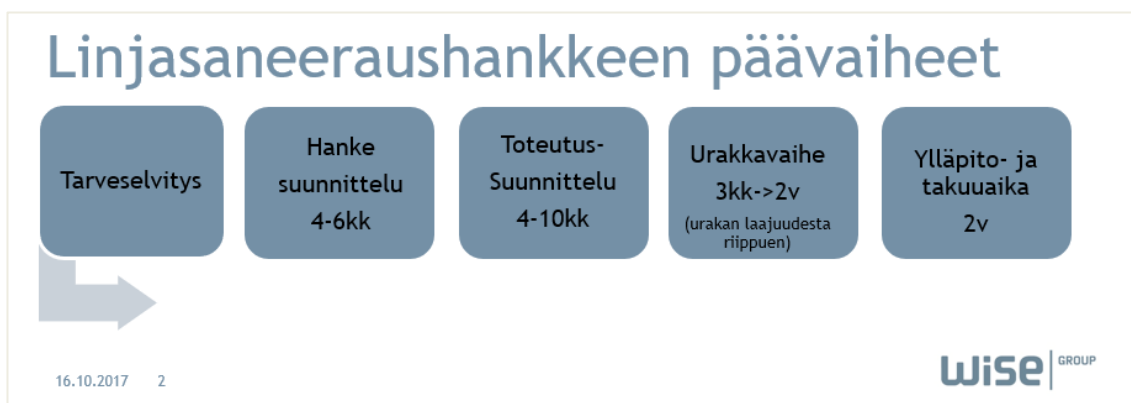 Linjasaneeraushankkeen päävaiheet
Tarveselvitys
Hanke
suunnittelu
4-6kk
Toteutus-
Suunnittelu
4-10kk
Urakkavaihe
3kk->2v
(urakan laajuudesta
riippuen)
Ylläpito- ja
takuuaika
2v
16.10.2017 2
wise GROUP